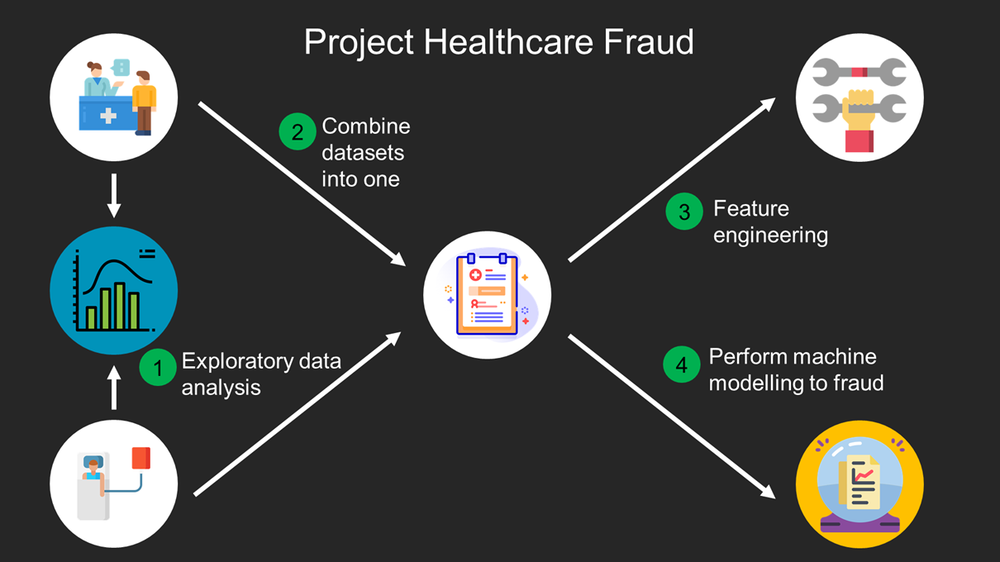 Project Healthcare Fraud
2
Combine
datasets
into one
3
Feature
engineering
1
Exploratory data
analysis
4
Perform machine
modelling to fraud